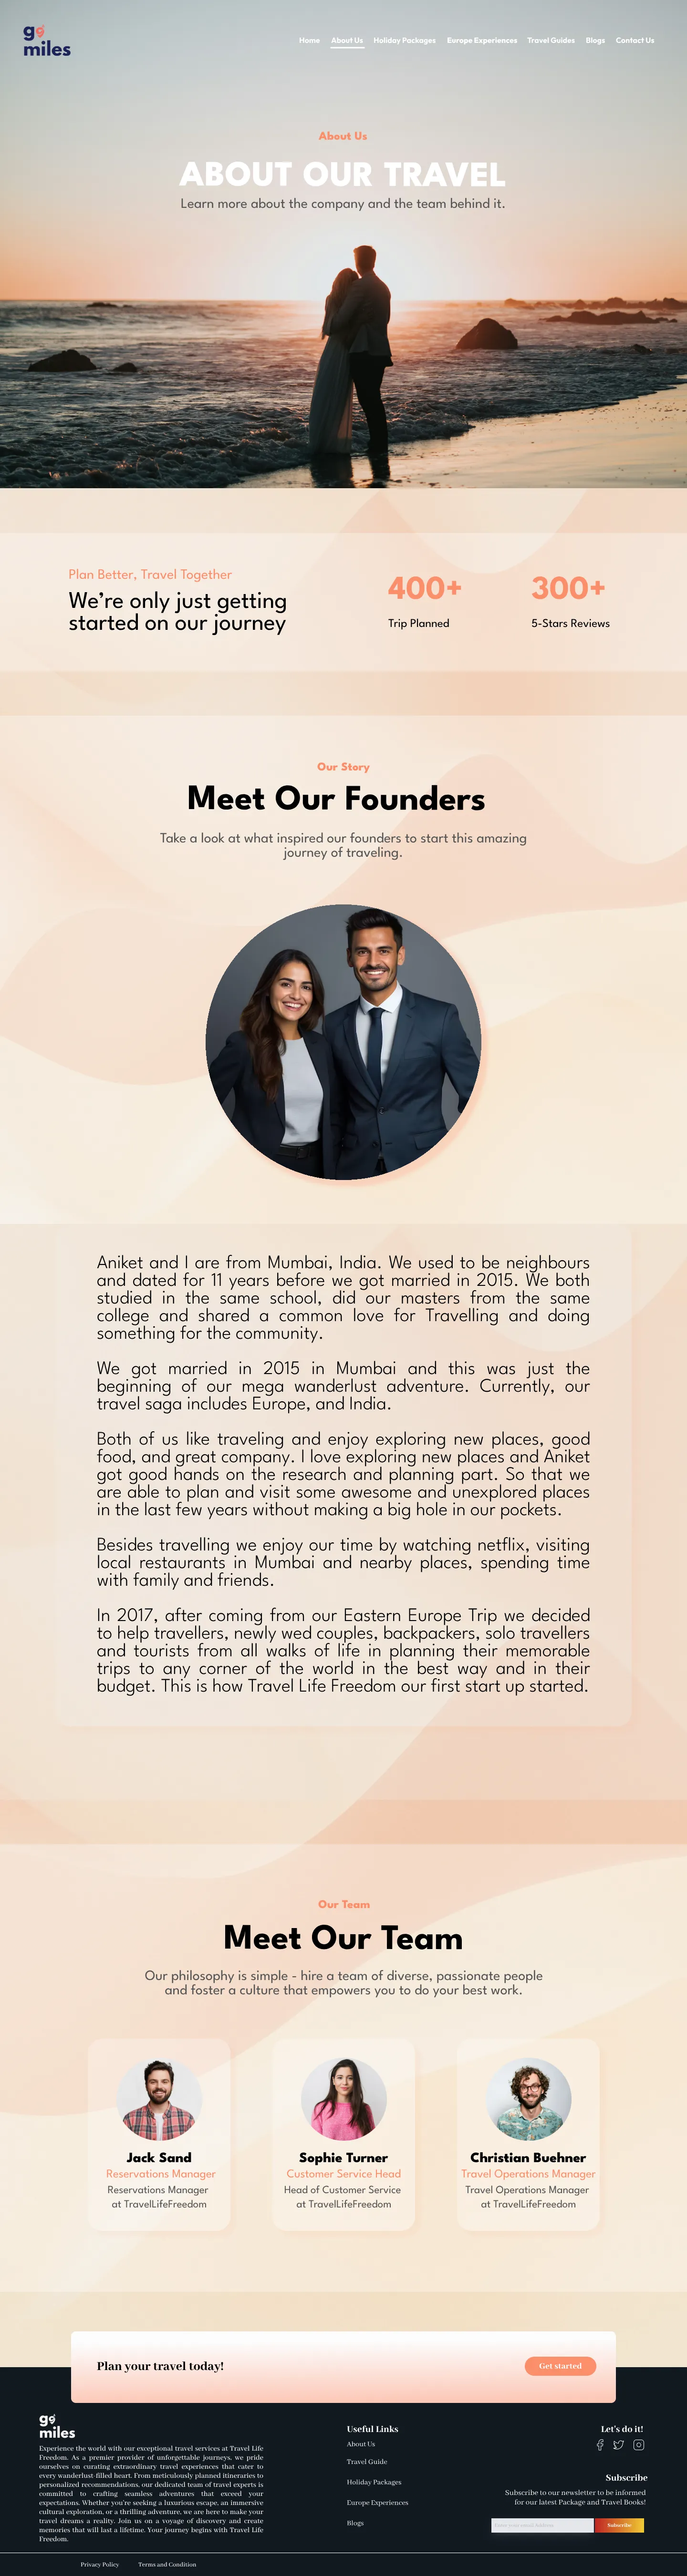 go
miles
Home About Us Holiday Packages Europe Experiences Travel Guides Blogs Contact Us
About Us
ABOUT OUR TRAVEL
Learn more about the company and the team behind it.
Plan Better, Travel Together
We're only just getting
started on our journey
400+
Trip Planned
300+
5-Stars Reviews
Our Story
Meet Our Founders
Take a look at what inspired our founders to start this amazing
journey of traveling.
Aniket and I are from Mumbai, India. We used to be neighbours
and dated for 11 years before we got married in 2015. We both
studied in the same school, did our masters from the same
college and shared a common love for Travelling and doing
something for the community.
We got married in 2015 in Mumbai and this was just the
beginning of our mega wanderlust adventure. Currently, our
travel saga includes Europe, and India.
Both of us like traveling and enjoy exploring new places, good
food, and great company. I love exploring new places and Aniket
got good hands on the research and planning part. So that we
are able to plan and visit some awesome and unexplored places
in the last few years without making a big hole in our pockets.
Besides travelling we enjoy our time by watching netflix, visiting
local restaurants in Mumbai and nearby places, spending time
with family and friends.
In 2017, after coming from our Eastern Europe Trip we decided
to help travellers, newly wed couples, backpackers, solo travellers
and tourists from all walks of life in planning their memorable
trips to any corner of the world in the best way and in their
budget. This is how Travel Life Freedom our first start up started.
Our Team
Meet Our Team
Our philosophy is simple - hire a team of diverse, passionate people
and foster a culture that empowers you to do your best work.
Jack Sand
Reservations Manager
Reservations Manager
at TravelLifeFreedom
Sophie Turner
Customer Service Head
Head of Customer Service
at TravelLifeFreedom
Christian Buehner
Travel Operations Manager
Travel Operations Manager
at TravelLifeFreedom
Plan your travel today!
Get started
go
miles
Experience the world with our exceptional travel services at Travel Life
Freedom. As a premier provider of unforgettable journeys, we pride
ourselves on curating extraordinary travel experiences that cater to
every wanderlust-filled heart. From meticulously planned itineraries to
personalized recommendations, our dedicated team of travel experts is
committed to crafting seamless adventures that exceed your
expectations. Whether you're seeking a luxurious escape, an immersive
cultural exploration, or a thrilling adventure, we are here to make your
travel dreams a reality. Join us on a voyage of discovery and create
memories that will last a lifetime. Your journey begins with Travel Life
Freedom.
Useful Links
About Us
Travel Guide
Holiday Packages
Europe Experiences
Blogs
Let's do it!
Subscribe
Subscribe to our newsletter to be informed
for our latest Package and Travel Books!
Enter your email Address
Subscribe
Privacy Policy Terms and Condition